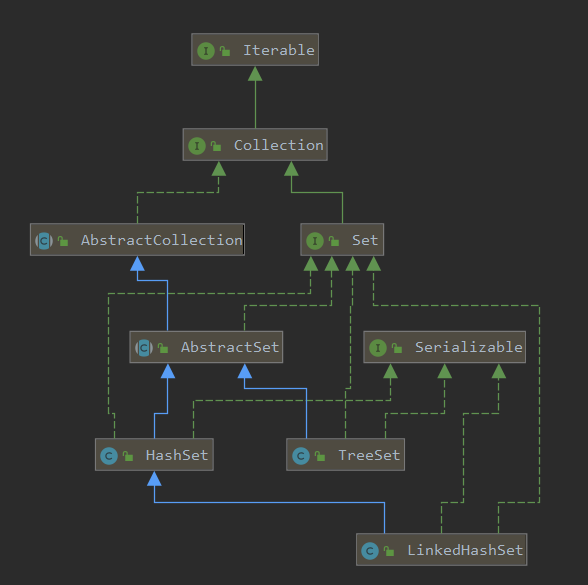 I Iterable
I Collection
C AbstractCollection
I Set
C AbstractSet
I Serializable
C HashSet
C TreeSet
C LinkedHashSet